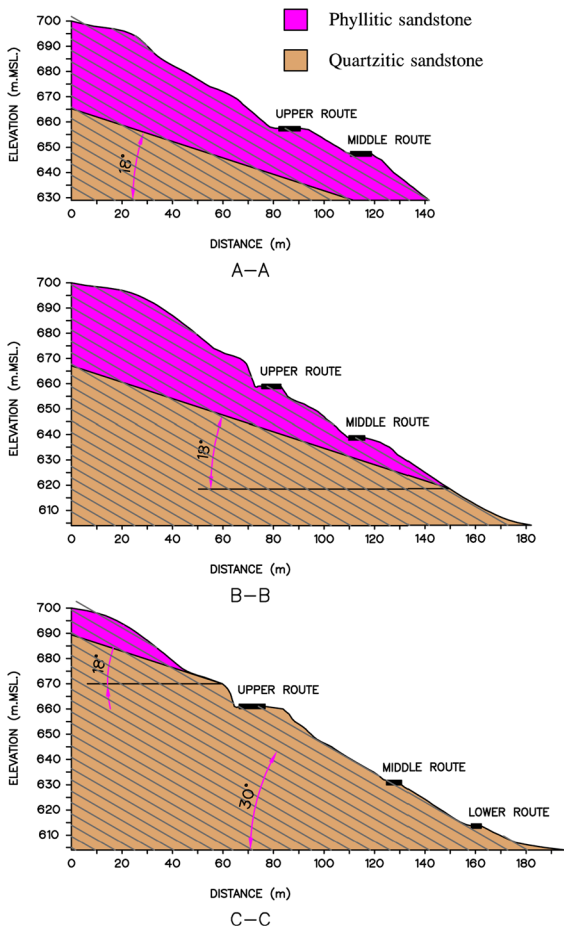 Phyllitic sandstone
Quartzitic sandstone
ELEVATION (m.MSL.)
700
690
680
670
660
650
640
630
UPPER ROUTE
MIDDLE ROUTE
18°
0 20 40 60 80 100 120 140
DISTANCE (m)
A–A
ELEVATION (m.MSL.)
700
690
680
670
660
650
640
630
620
610
UPPER ROUTE
MIDDLE ROUTE
18°
0 20 40 60 80 100 120 140 160 180
DISTANCE (m)
B–B
ELEVATION (m.MSL.)
700
690
680
670
660
650
640
630
620
610
18°
UPPER ROUTE
MIDDLE ROUTE
30°
LOWER ROUTE
0 20 40 60 80 100 120 140 160 180
DISTANCE (m)
C–C